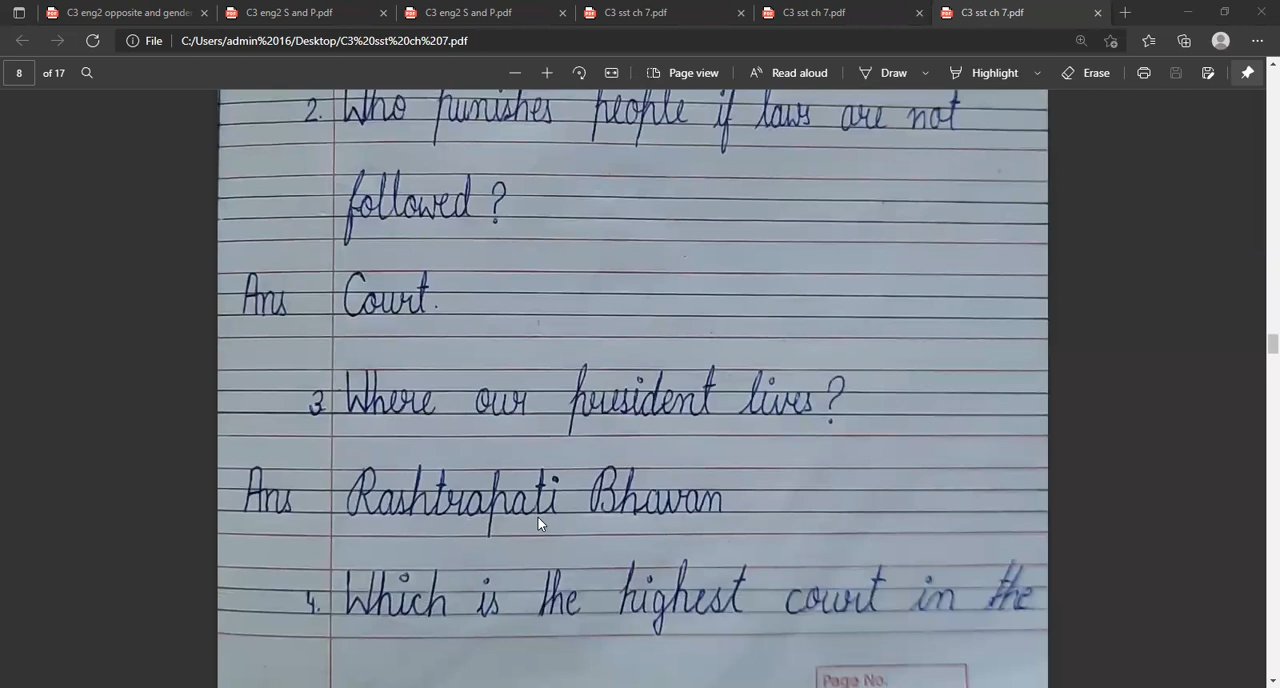 C3 eng2 opposite and gende
C3 eng2 S and P.pdf
C3 eng2 S and P.pdf
C3 sst ch 7.pdf
C3 sst ch 7.pdf
C3 sst ch 7.pdf
File
C:/Users/admin%2016/Desktop/C3%20sst%20ch%207.pdf
8 of 17
Page view
Read aloud
Draw
Highlight
Erase
2. Who punishes people if laws are not
followed?
Ans Court.
3 Where our president lives?
Ans Rashtrapati Bhavan
4. Which is the highest court in the
Page No.